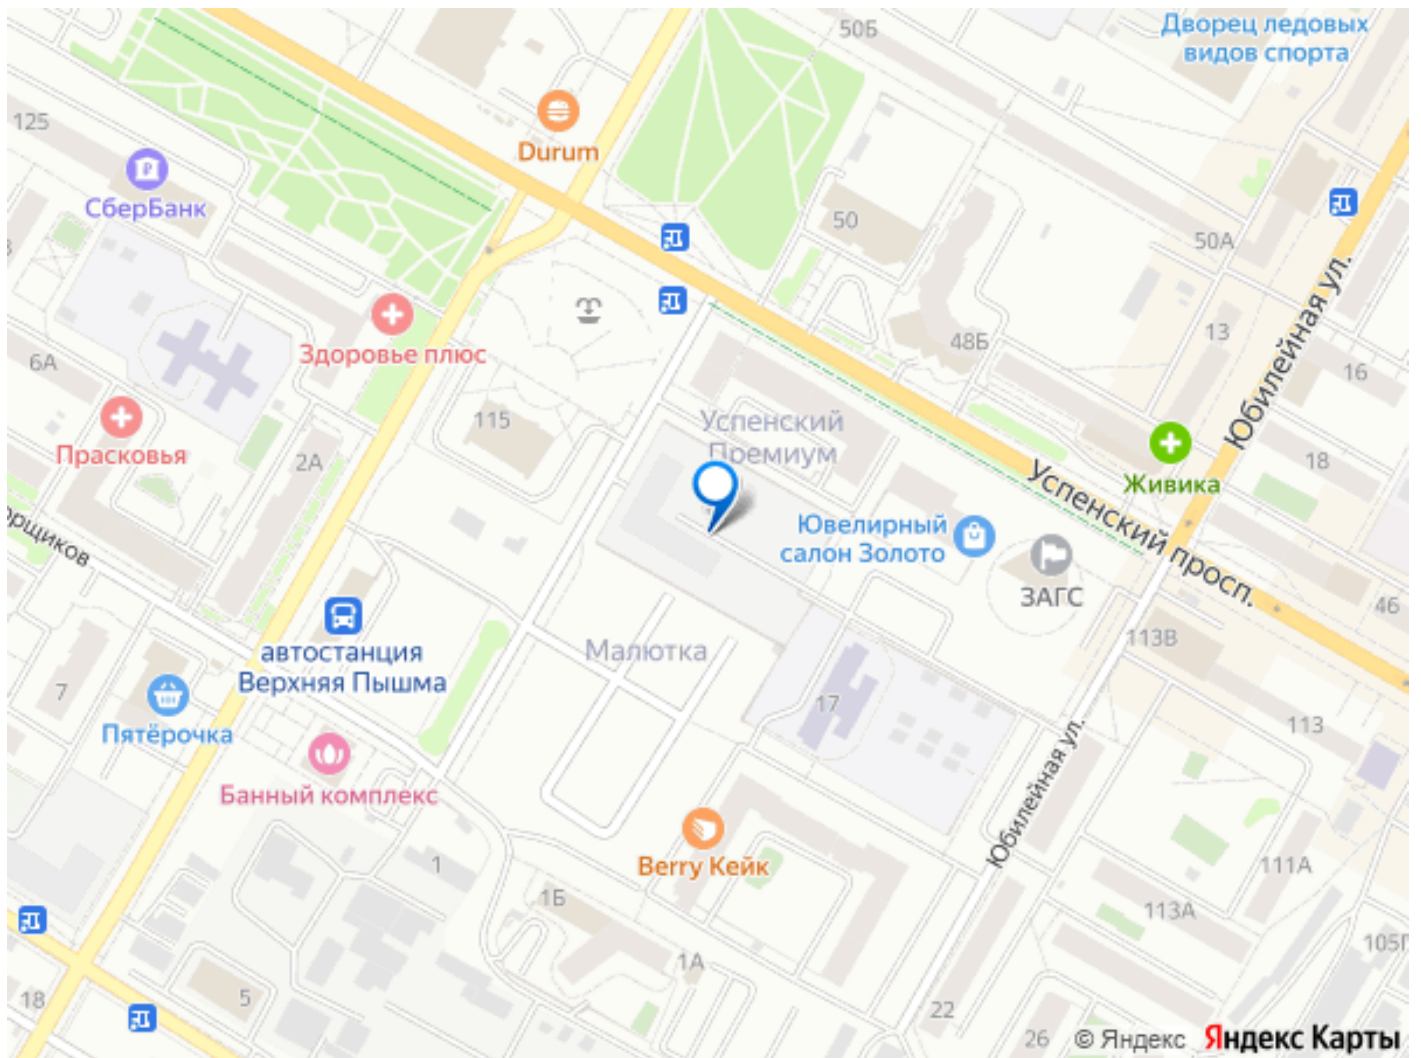 50Б
Дворец ледовых
видов спорта
125
Durum
СберБанк
50
50А
Юбилейная ул.
13
48Б
16
6А
Здоровье плюс
Прасковья
2А
115
Успенский
Премиум
18
Живика
Успенский просп.
Ювелирный
салон Золото
ЗАГС
46
113В
автостанция
Верхняя Пышма
Малютка
7
Пятёрочка
17
113
Юбилейная ул.
Банный комплекс
Berry Кейк
1
1Б
111А
113А
1А
5
18
22
26
© Яндекс
Яндекс Карты